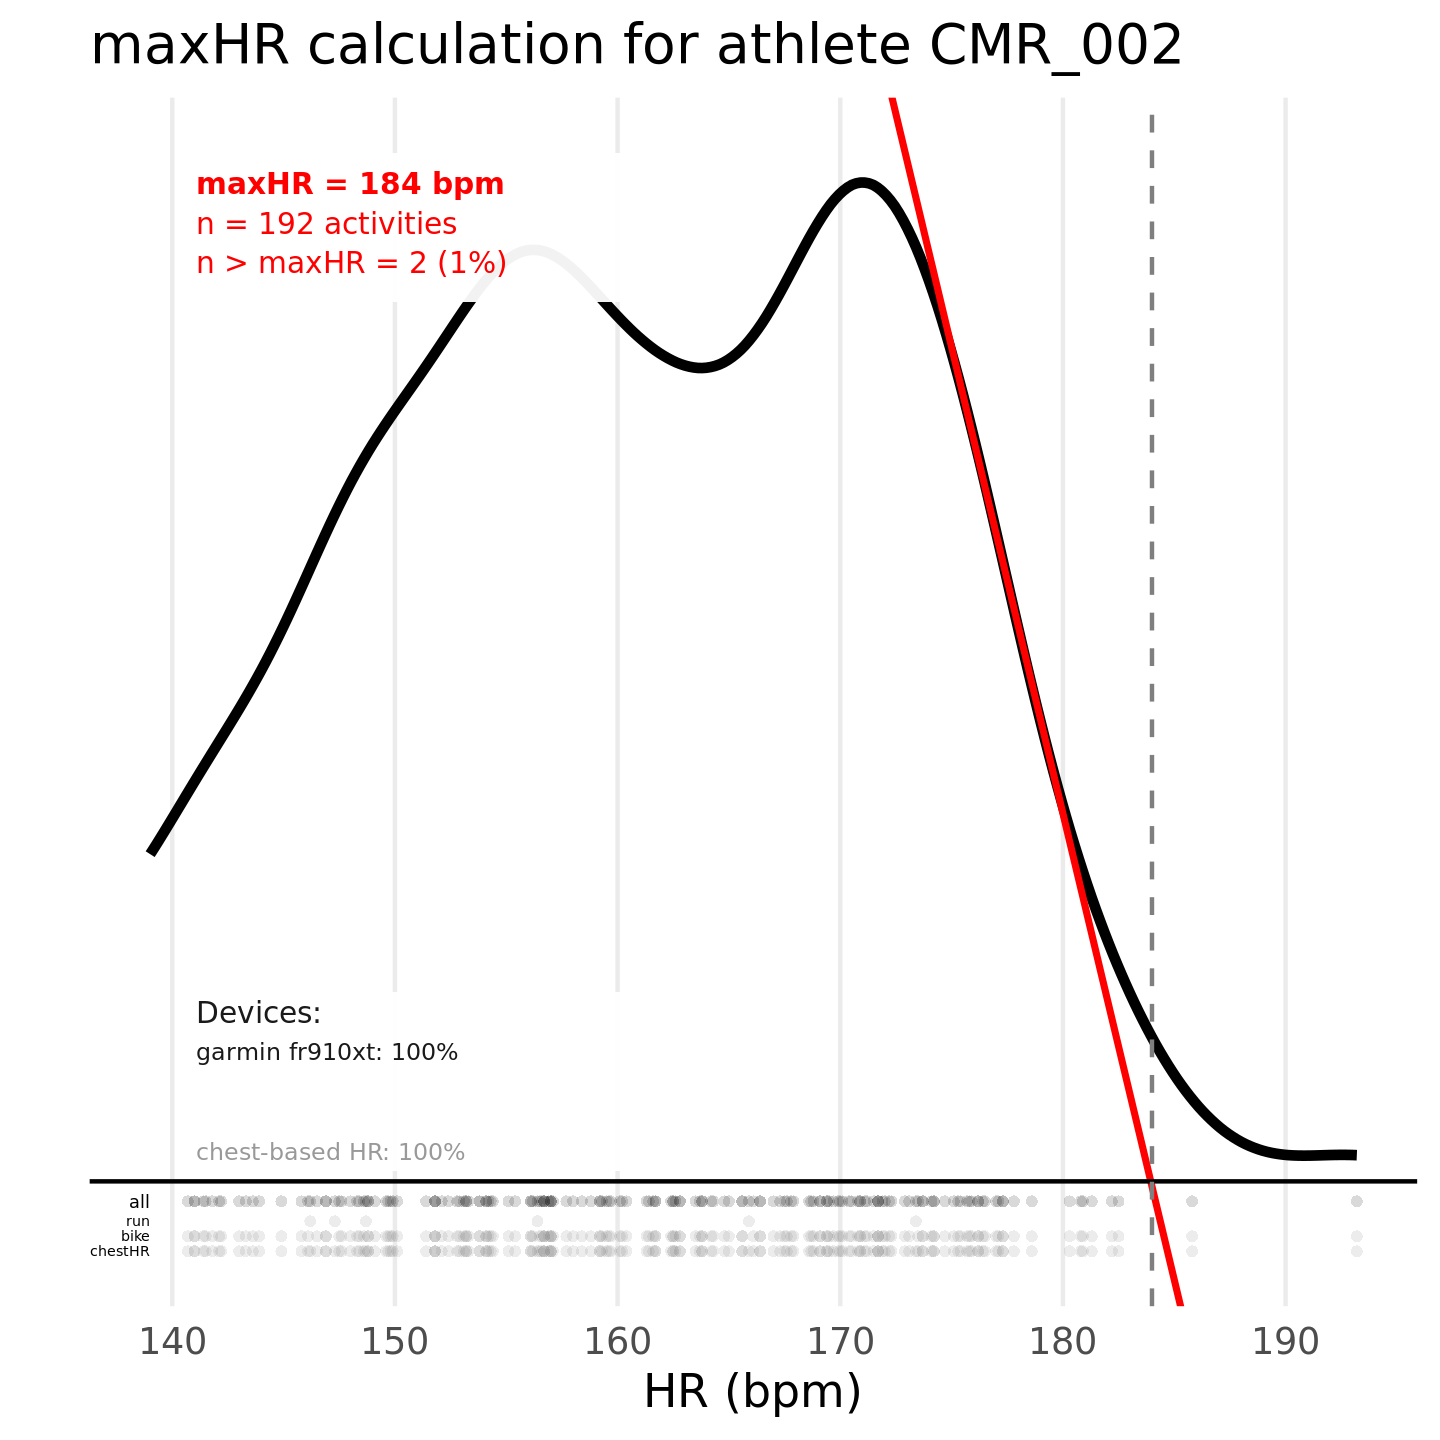 maxHR calculation for athlete CMR_002
maxHR = 184 bpm
n = 192 activities
n > maxHR = 2 (1%)
Devices:
garmin fr910xt: 100%
chest-based HR: 100%
all
run
bike
chestHR
140 150 160 170 180 190
HR (bpm)